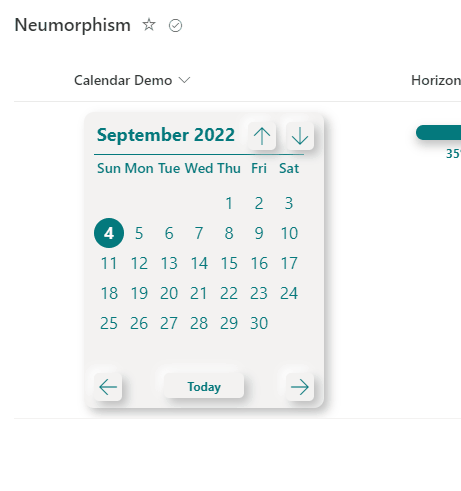 Neumorphism
Calendar Demo
Horizon
September 2022
35
Sun Mon Tue Wed Thu Fri Sat
1 2 3
4 5 6 7 8 9 10
11 12 13 14 15 16 17
18 19 20 21 22 23 24
25 26 27 28 29 30
Today